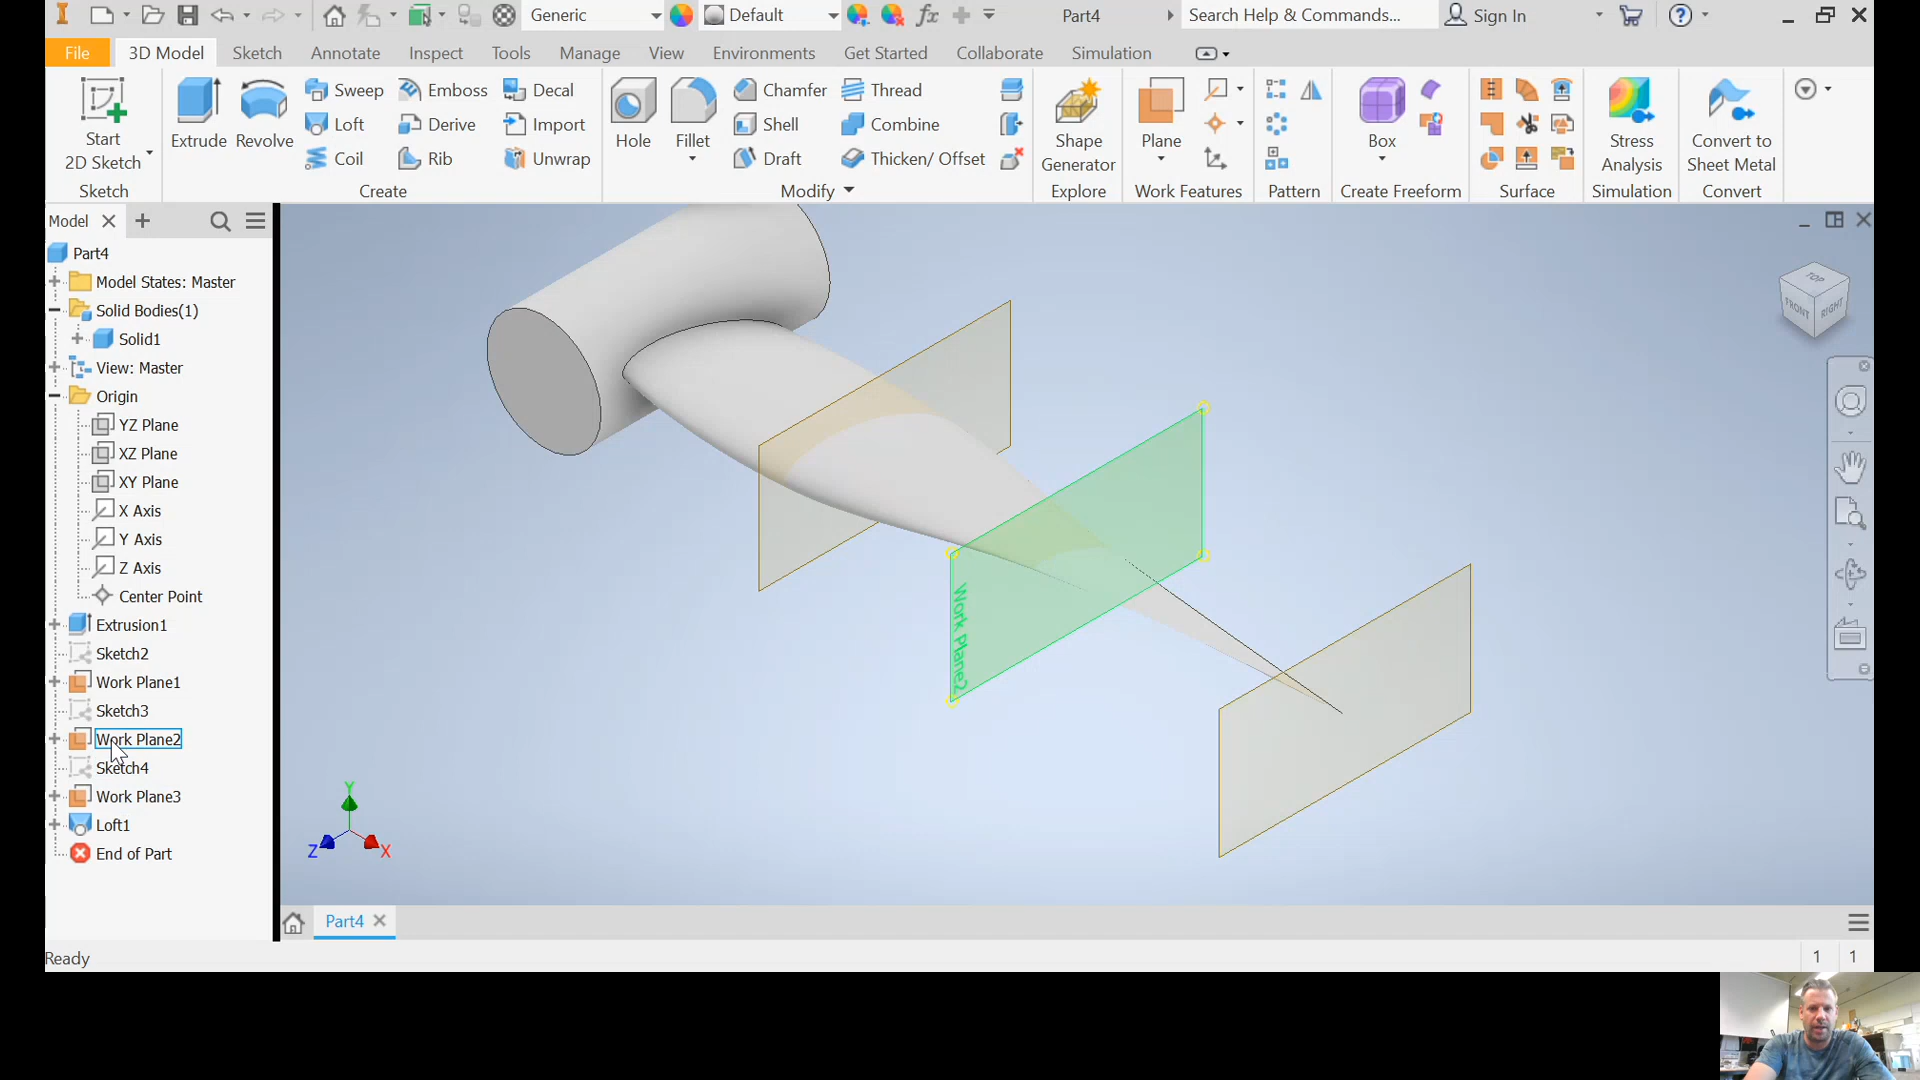 Generic
Default
Part4
Search Help & Commands...
Sign In
File
3D Model
Sketch
Annotate
Inspect
Tools
Manage
View
Environments
Get Started
Collaborate
Simulation
Start
2D Sketch
Extrude
Revolve
Sweep
Loft
Coil
Emboss
Derive
Rib
Decal
Import
Unwrap
Hole
Fillet
Chamfer
Shell
Draft
Thread
Combine
Thicken/ Offset
Shape
Generator
Plane
Box
Stress
Analysis
Convert to
Sheet Metal
Sketch
Create
Modify
Explore
Work Features
Pattern
Create Freeform
Surface
Simulation
Convert
Model
Part4
Model States: Master
Solid Bodies(1)
Solid1
View: Master
Origin
YZ Plane
XZ Plane
XY Plane
X Axis
Y Axis
Z Axis
Center Point
Extrusion1
Sketch2
Work Plane1
Sketch3
Work Plane2
Sketch4
Work Plane3
Loft1
End of Part
Work Plane2
TOP
FRONT
RIGHT
Y
Z
X
Part4
Ready
1
1